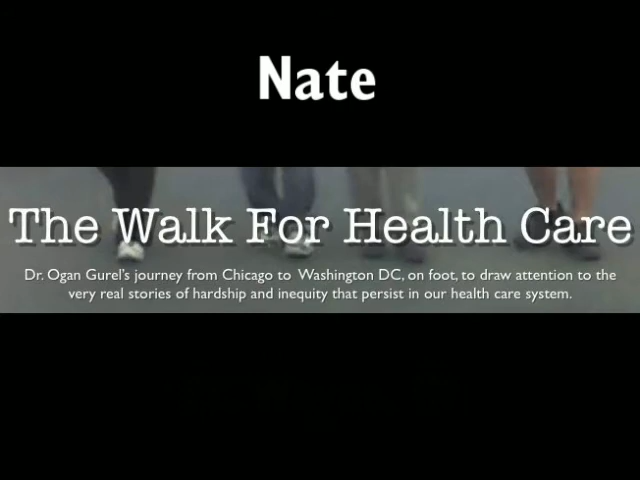 Nate
The Walk For Health Care
Dr. Ogan Gurel's journey from Chicago to Washington DC, on foot, to draw attention to the
very real stories of hardship and inequity that persist in our health care system.